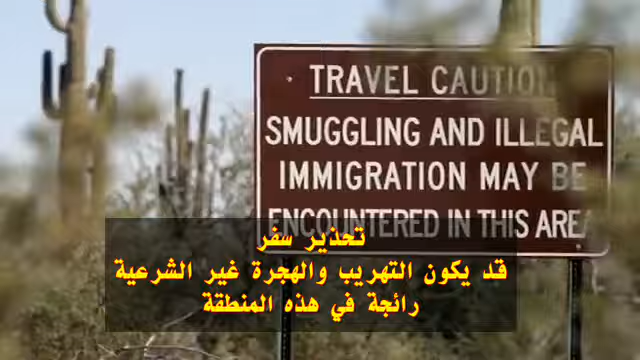 TRAVEL CAUTION
SMUGGLING AND ILLEGAL
IMMIGRATION MAY BE
ENCOUNTERED IN THIS AREA
تحذير سفر
قد يكون التهريب والهجرة غير الشرعية
رائجة في هذه المنطقة